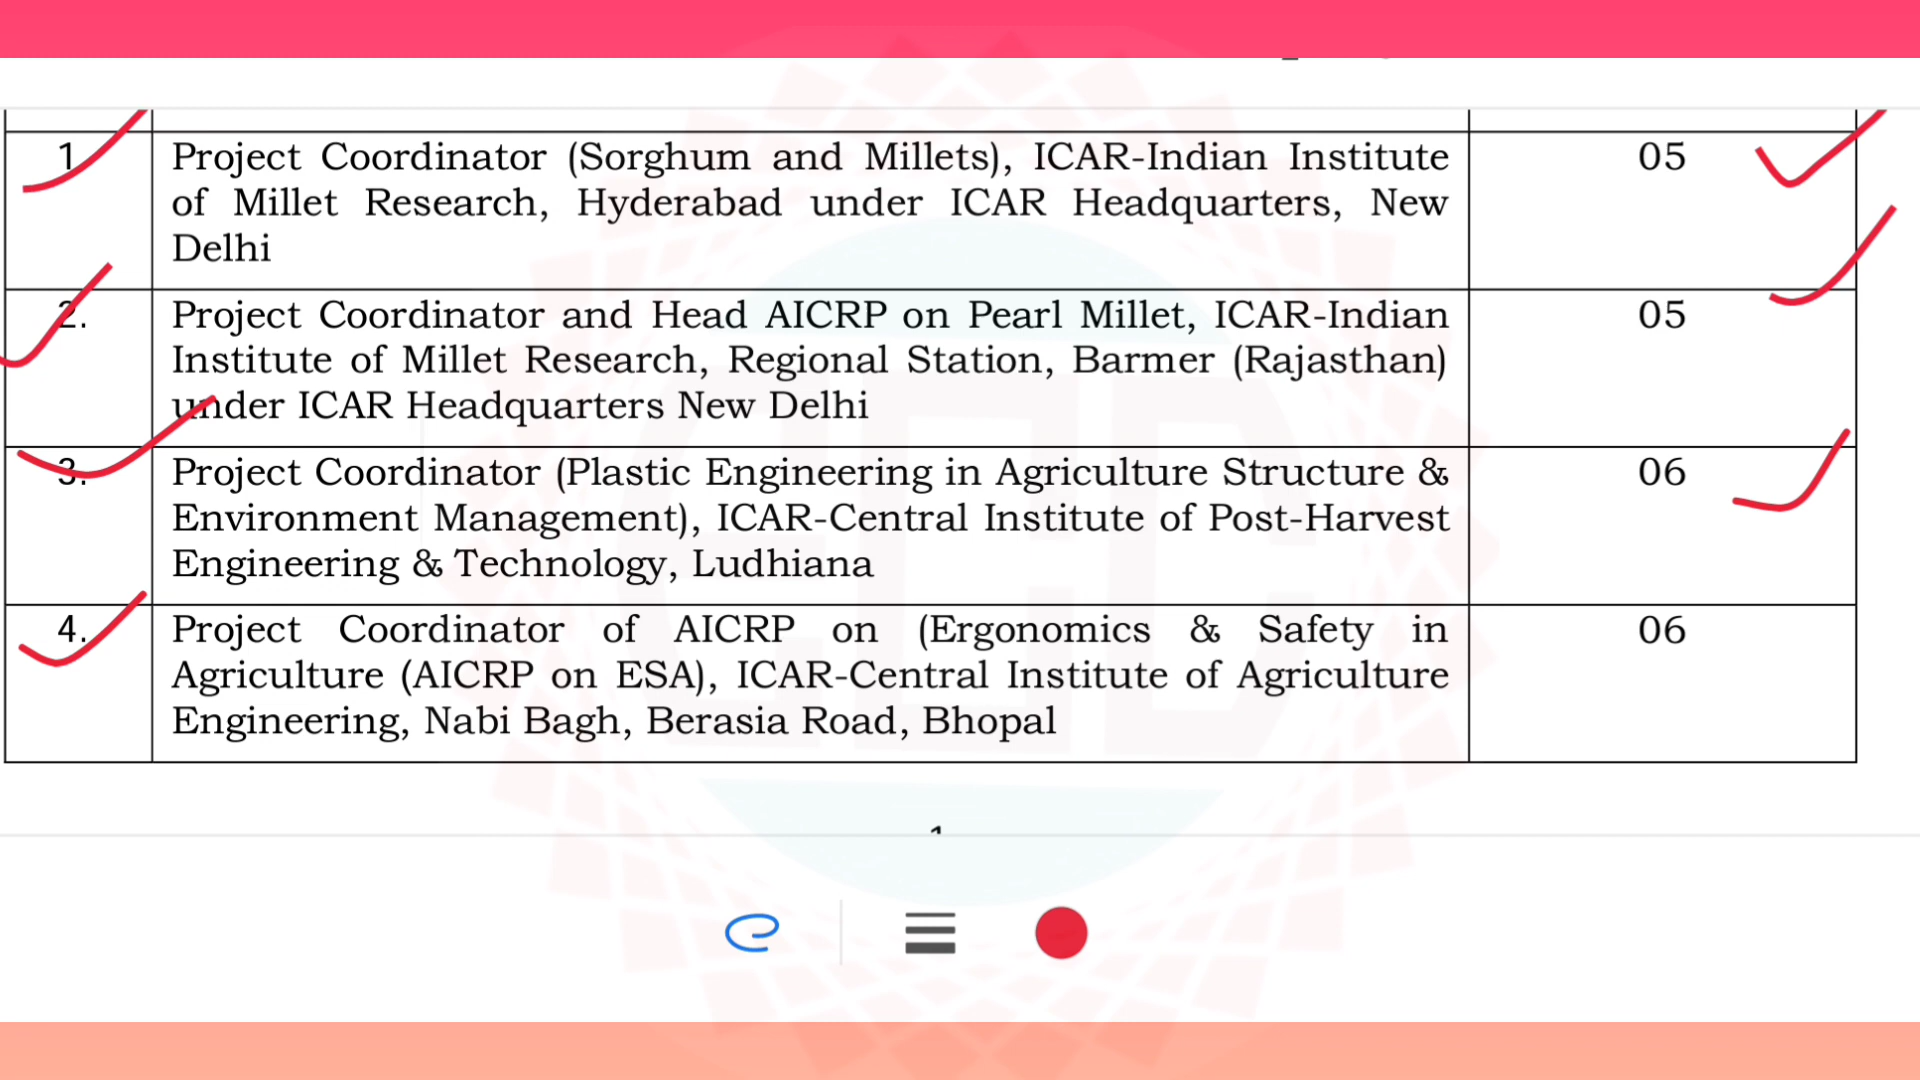 1
Project Coordinator (Sorghum and Millets), ICAR-Indian Institute
05
of Millet Research, Hyderabad under ICAR Headquarters, New
Delhi
2.
Project Coordinator and Head AICRP on Pearl Millet, ICAR-Indian
05
Institute of Millet Research, Regional Station, Barmer (Rajasthan)
under ICAR Headquarters New Delhi
3.
Project Coordinator (Plastic Engineering in Agriculture Structure &
06
Environment Management), ICAR-Central Institute of Post-Harvest
Engineering & Technology, Ludhiana
4.
Project Coordinator of AICRP on (Ergonomics & Safety in
06
Agriculture (AICRP on ESA), ICAR-Central Institute of Agriculture
Engineering, Nabi Bagh, Berasia Road, Bhopal